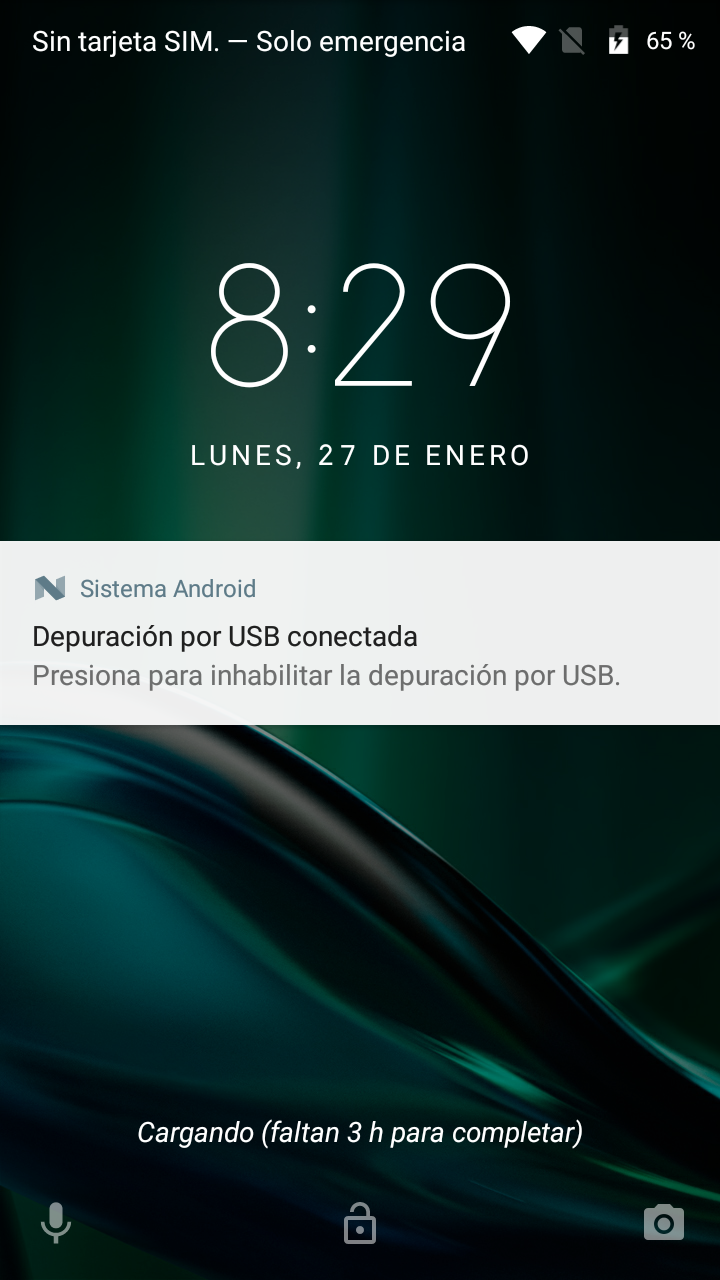 Sin tarjeta SIM. — Solo emergencia 65 %
8:29
LUNES, 27 DE ENERO
Sistema Android
Depuración por USB conectada
Presiona para inhabilitar la depuración por USB.
Cargando (faltan 3 h para completar)